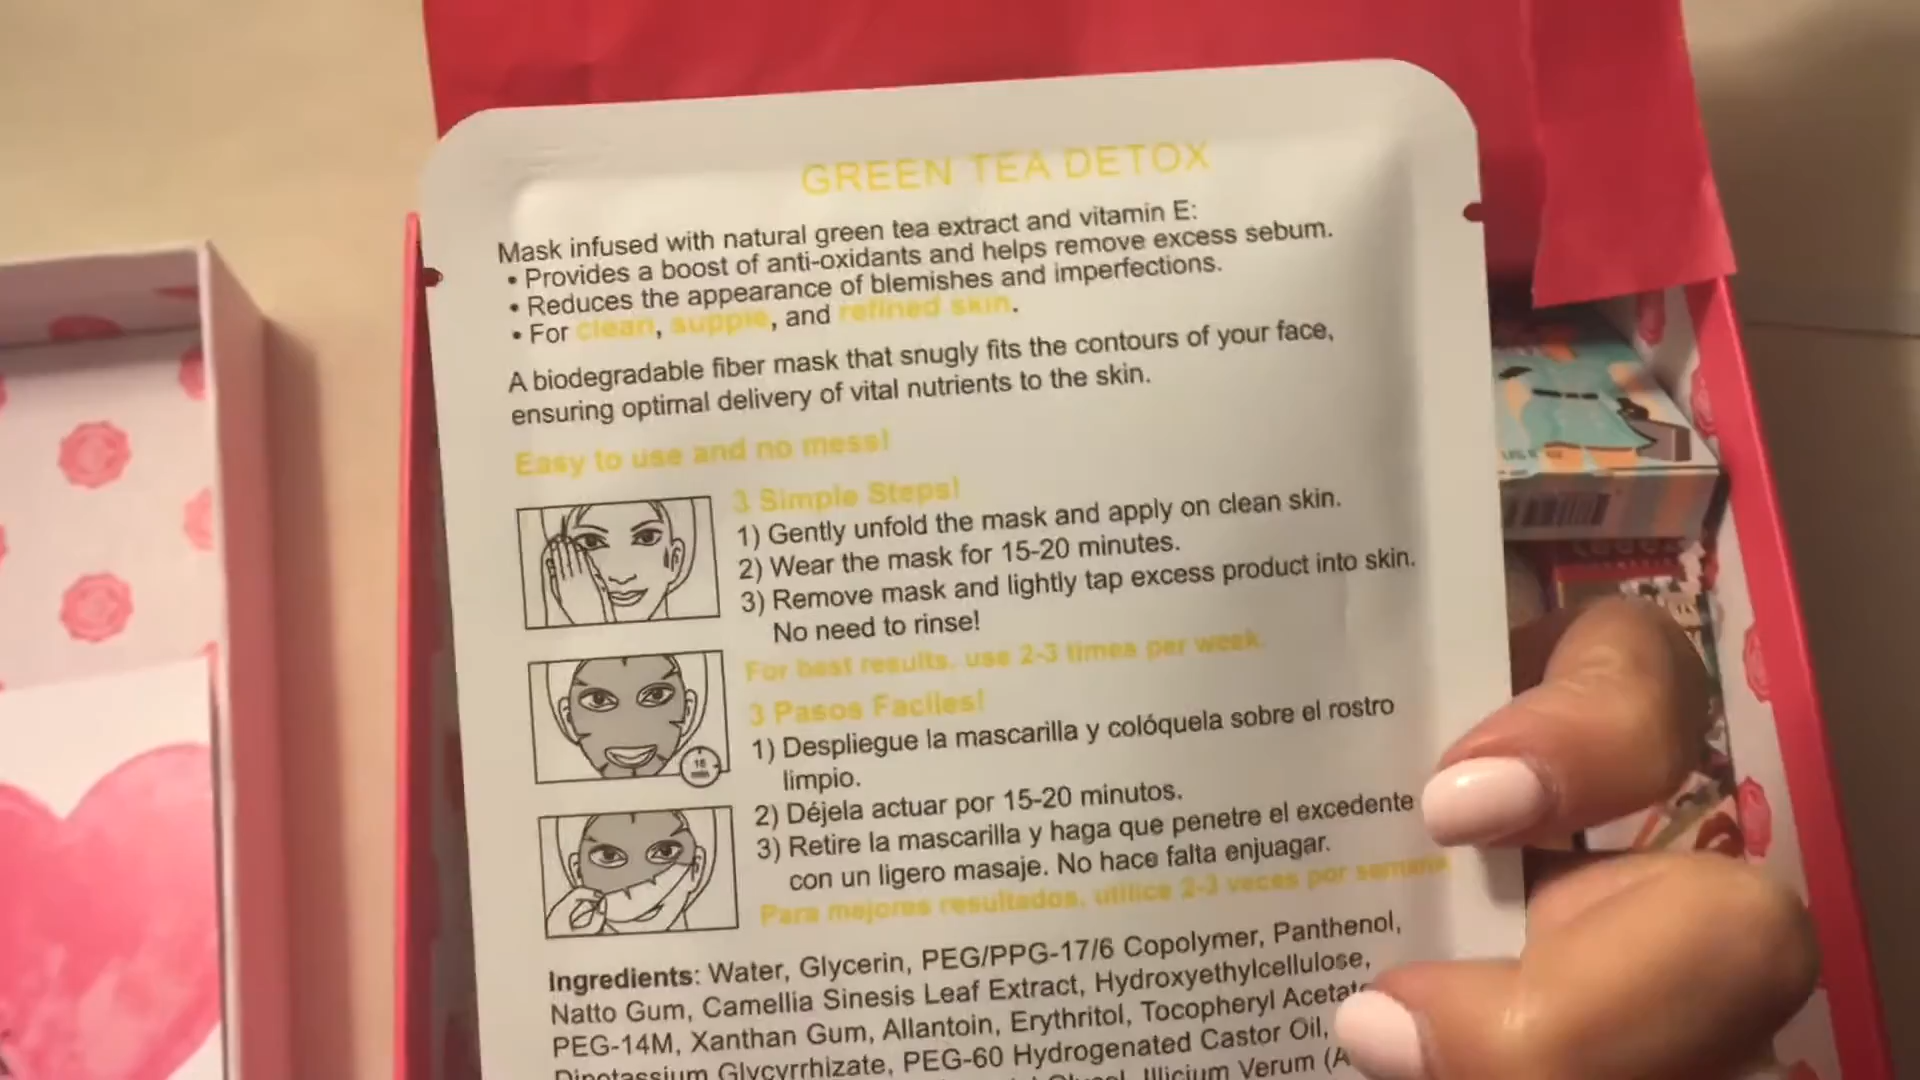 GREEN TEA DETOX
Mask infused with natural green tea extract and vitamin E:
• Provides a boost of anti-oxidants and helps remove excess sebum.
• Reduces the appearance of blemishes and imperfections.
• For clean, supple, and refined skin.
A biodegradable fiber mask that snugly fits the contours of your face,
ensuring optimal delivery of vital nutrients to the skin.
Easy to use and no mess!
3 Simple Steps!
1) Gently unfold the mask and apply on clean skin.
2) Wear the mask for 15-20 minutes.
3) Remove mask and lightly tap excess product into skin.
No need to rinse!
For best results, use 2-3 times per week.
3 Pasos Faciles!
1) Despliegue la mascarilla y colóquela sobre el rostro
limpio.
2) Déjela actuar por 15-20 minutos.
3) Retire la mascarilla y haga que penetre el excedente
con un ligero masaje. No hace falta enjuagar.
Para mejores resultados, utilice 2-3 veces por semana
Ingredients: Water, Glycerin, PEG/PPG-17/6 Copolymer, Panthenol,
Natto Gum, Camellia Sinesis Leaf Extract, Hydroxyethylcellulose,
PEG-14M, Xanthan Gum, Allantoin, Erythritol, Tocopheryl Acetate
Dipotassium Glycyrrhizate, PEG-60 Hydrogenated Castor Oil,
Illicium Verum (A